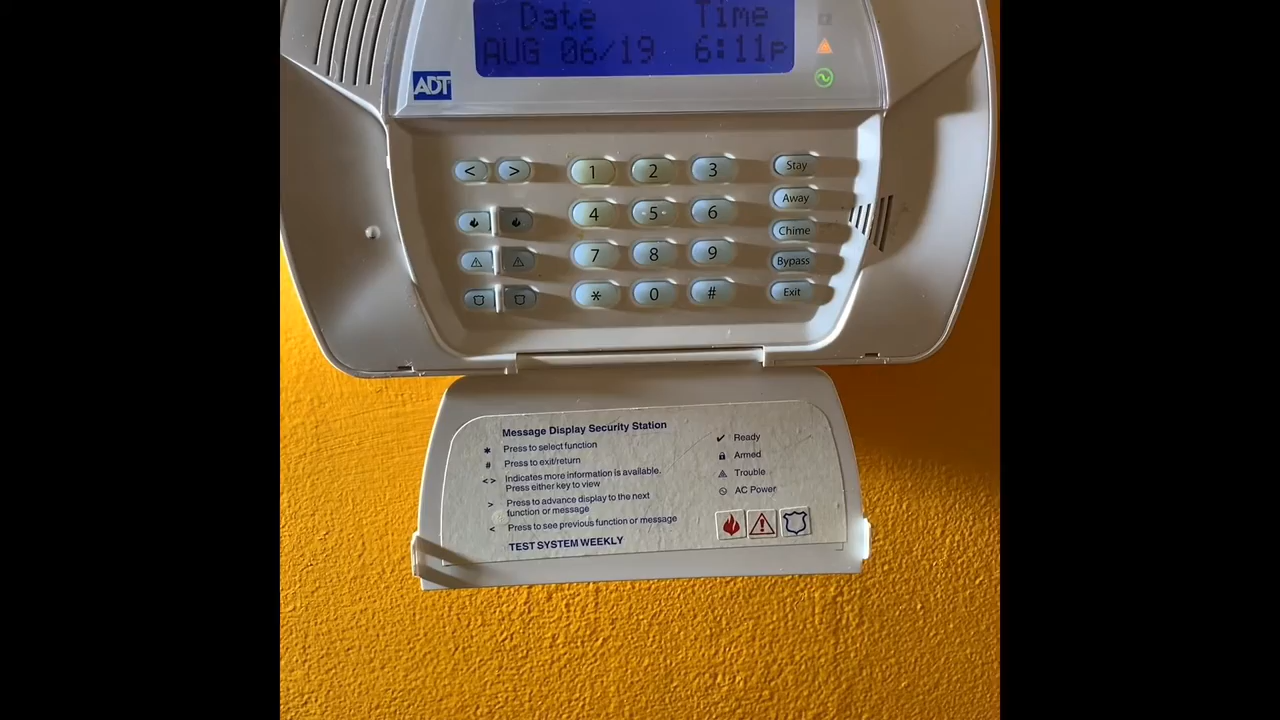 Date Time
AUG 06/19 6:11p
ADT
< > 1 2 3 Stay
4 5 6 Away
Chime
7 8 9 Bypass
* 0 # Exit
Message Display Security Station
* Press to select function
# Press to exit/return
< > Indicates more information is available.
Press either key to view
> Press to advance display to the next
function or message
< Press to see previous function or message
TEST SYSTEM WEEKLY
✓ Ready
Armed
Trouble
AC Power